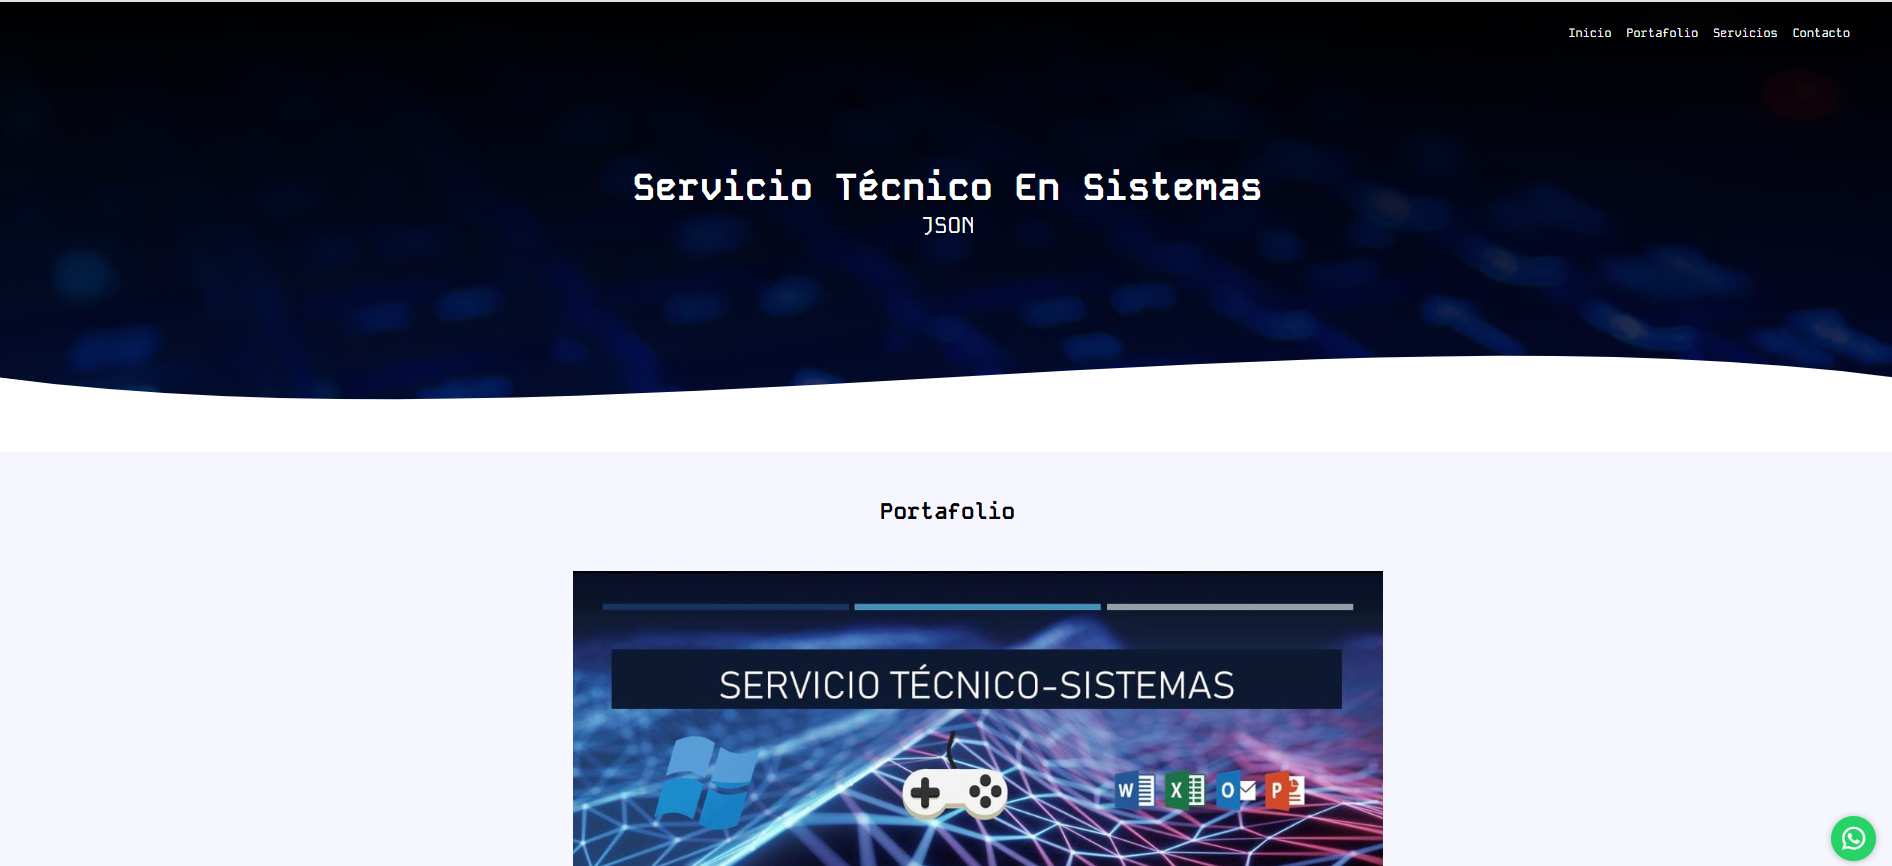 Inicio Portafolio Servicios Contacto
Servicio Técnico En Sistemas
JSON
Portafolio
SERVICIO TÉCNICO-SISTEMAS
W X O P